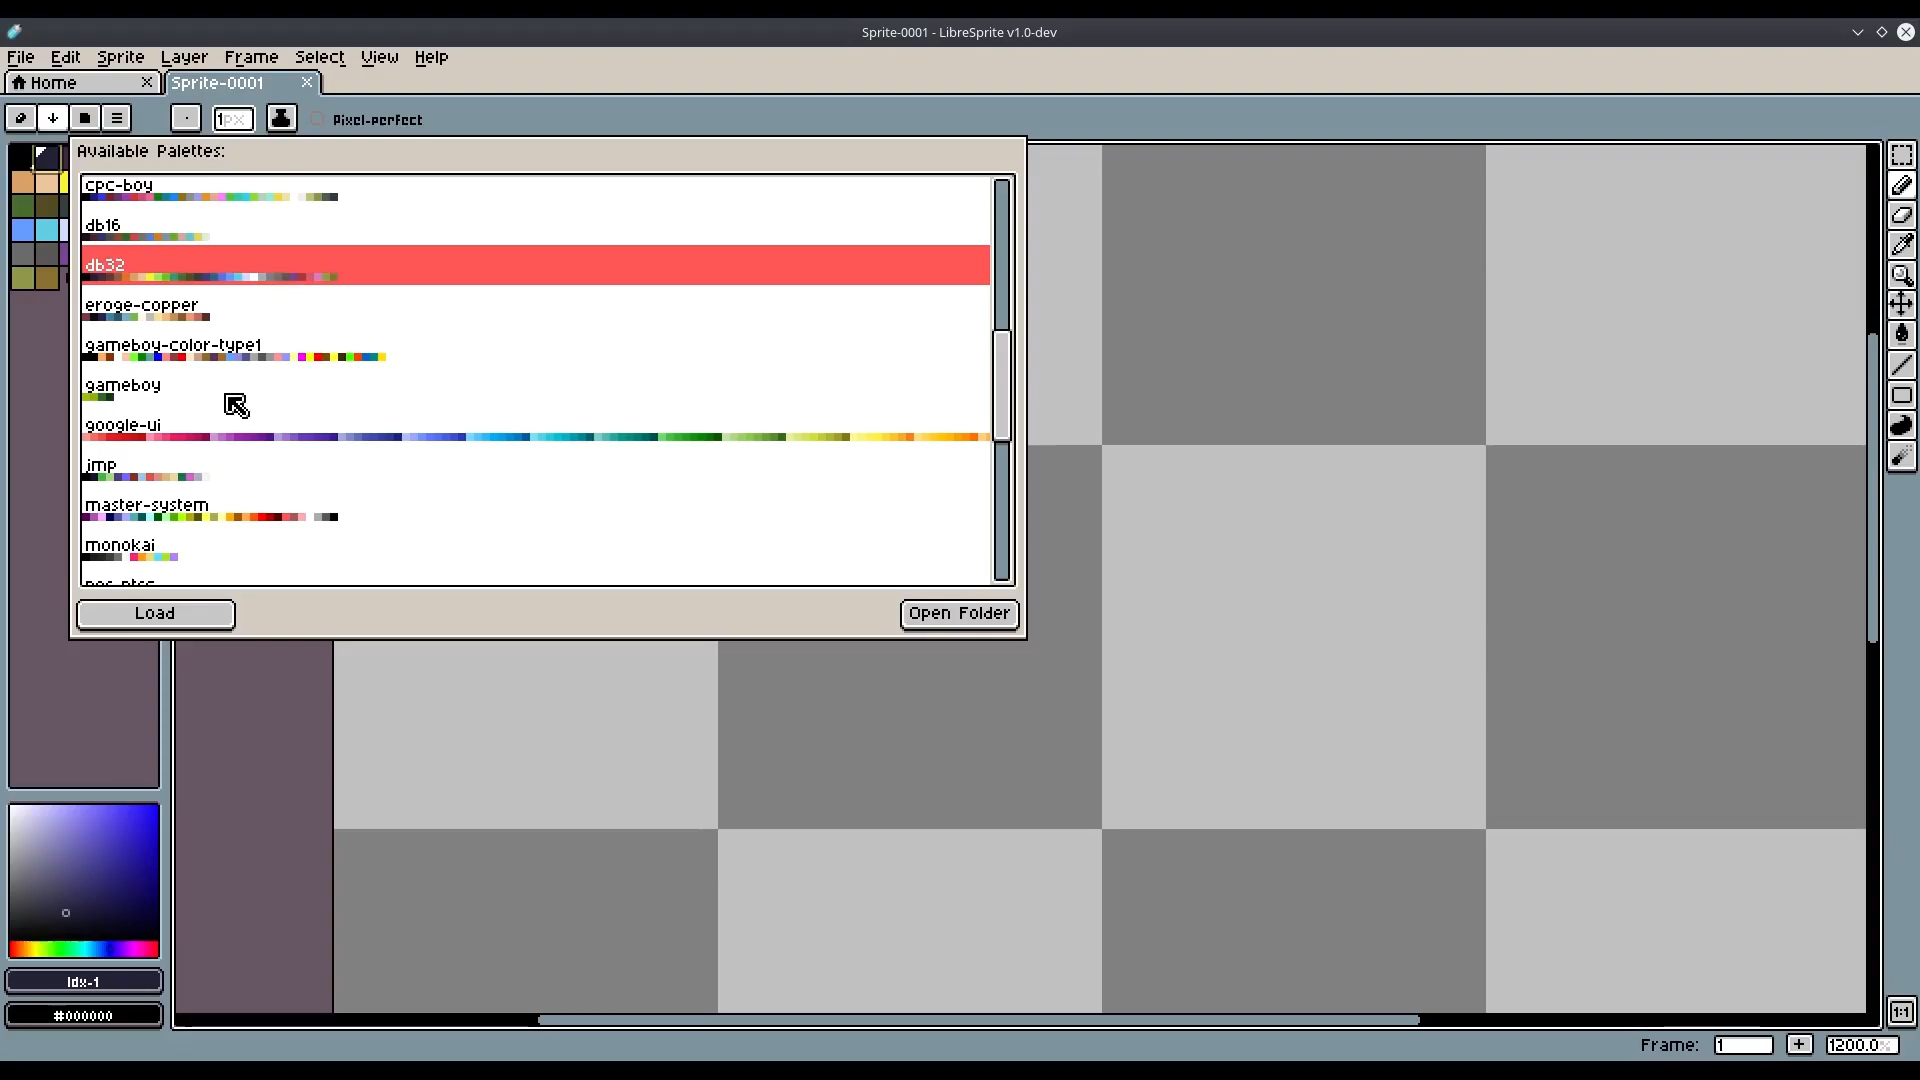 Sprite-0001 - LibreSprite v1.0-dev
File Edit Sprite Layer Frame Select View Help
Home
Sprite-0001
1px
Pixel-perfect
Available Palettes:
cpc-boy
db16
db32
eroge-copper
gameboy-color-type1
gameboy
google-ui
jmp
master-system
monokai
Load
Open Folder
Idx-1
#000000
1:1
Frame: 1 + 1200.0%